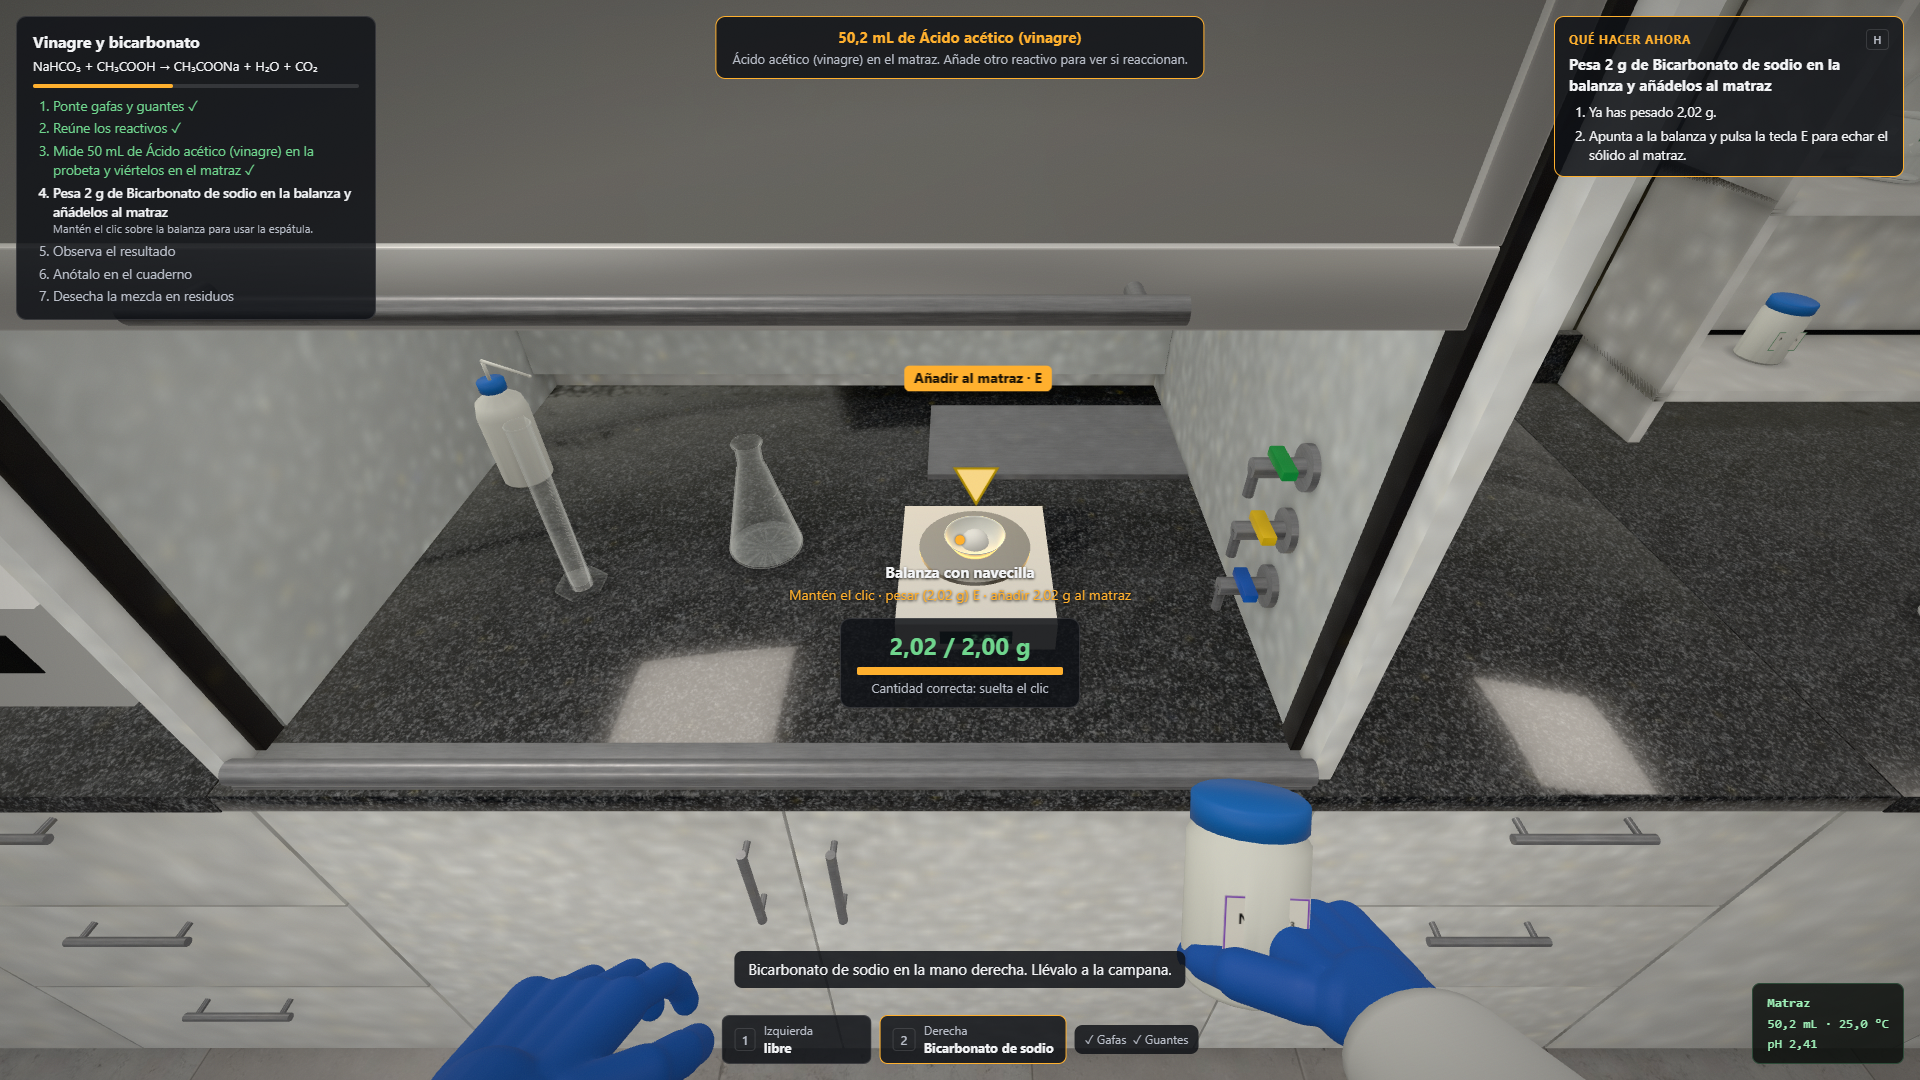 Vinagre y bicarbonato
NaHCO₃ + CH₃COOH → CH₃COONa + H₂O + CO₂
1. Ponte gafas y guantes ✓
2. Reúne los reactivos ✓
3. Mide 50 mL de Ácido acético (vinagre) en la
probeta y viértelos en el matraz ✓
4. Pesa 2 g de Bicarbonato de sodio en la balanza y
añádelos al matraz
Mantén el clic sobre la balanza para usar la espátula.
5. Observa el resultado
6. Anótalo en el cuaderno
7. Desecha la mezcla en residuos
50,2 mL de Ácido acético (vinagre)
Ácido acético (vinagre) en el matraz. Añade otro reactivo para ver si reaccionan.
QUÉ HACER AHORA
H
Pesa 2 g de Bicarbonato de sodio en la
balanza y añádelos al matraz
1. Ya has pesado 2,02 g.
2. Apunta a la balanza y pulsa la tecla E para echar el
sólido al matraz.
Añadir al matraz · E
Balanza con navecilla
Mantén el clic · pesar (2,02 g) E · añadir 2,02 g al matraz
2,02 / 2,00 g
Cantidad correcta: suelta el clic
Bicarbonato de sodio en la mano derecha. Llévalo a la campana.
1 Izquierda
libre
2 Derecha
Bicarbonato de sodio
✓ Gafas ✓ Guantes
Matraz
50,2 mL · 25,0 °C
pH 2,41